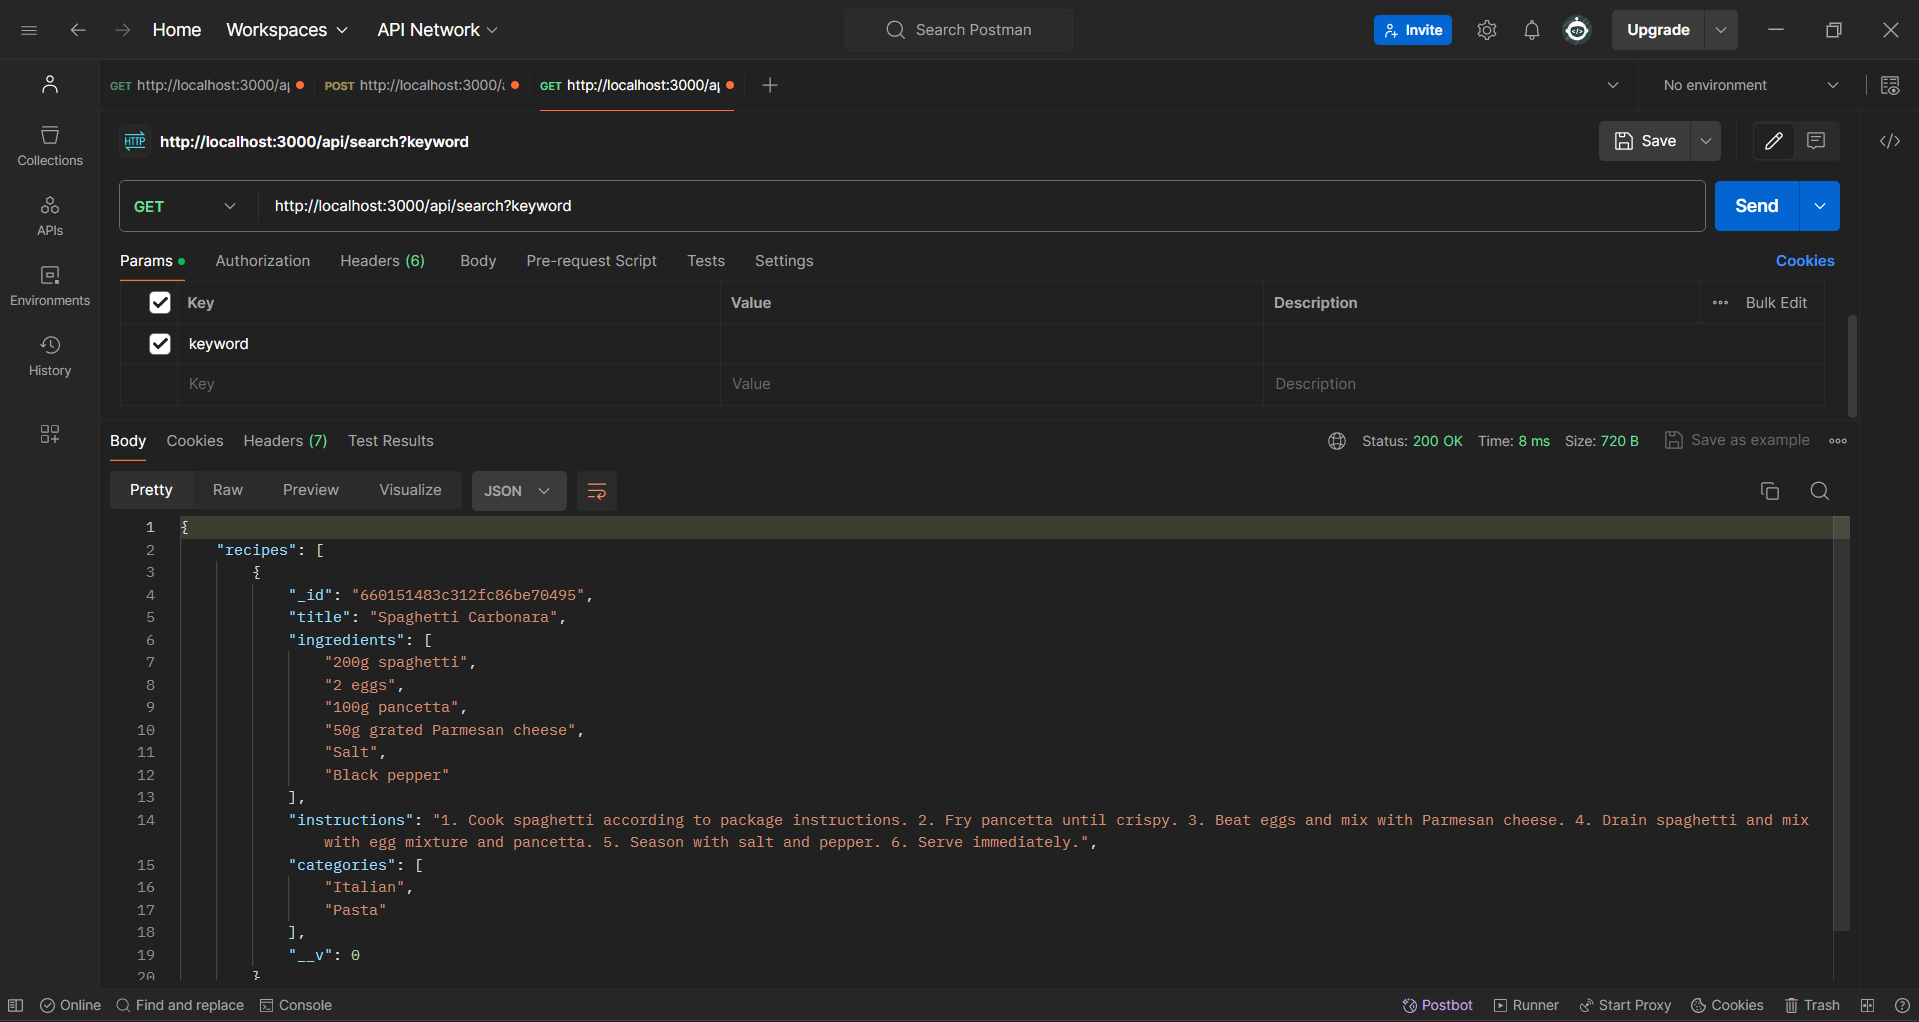 Home Workspaces API Network Search Postman Invite Upgrade
GET http://localhost:3000/a POST http://localhost:3000/ GET http://localhost:3000/a No environment
HTTP http://localhost:3000/api/search?keyword Save
GET http://localhost:3000/api/search?keyword Send
Params Authorization Headers (6) Body Pre-request Script Tests Settings Cookies
Key Value Description Bulk Edit
keyword
Key Value Description
Collections
APIs
Environments
History
Body Cookies Headers (7) Test Results Status: 200 OK Time: 8 ms Size: 720 B Save as example
Pretty Raw Preview Visualize JSON
1 {
2 "recipes": [
3 {
4 "_id": "660151483c312fc86be70495",
5 "title": "Spaghetti Carbonara",
6 "ingredients": [
7 "200g spaghetti",
8 "2 eggs",
9 "100g pancetta",
10 "50g grated Parmesan cheese",
11 "Salt",
12 "Black pepper"
13 ],
14 "instructions": "1. Cook spaghetti according to package instructions. 2. Fry pancetta until crispy. 3. Beat eggs and mix with Parmesan cheese. 4. Drain spaghetti and mix
with egg mixture and pancetta. 5. Season with salt and pepper. 6. Serve immediately.",
15 "categories": [
16 "Italian",
17 "Pasta"
18 ],
19 "__v": 0
20 }
Online Find and replace Console Postbot Runner Start Proxy Cookies Trash